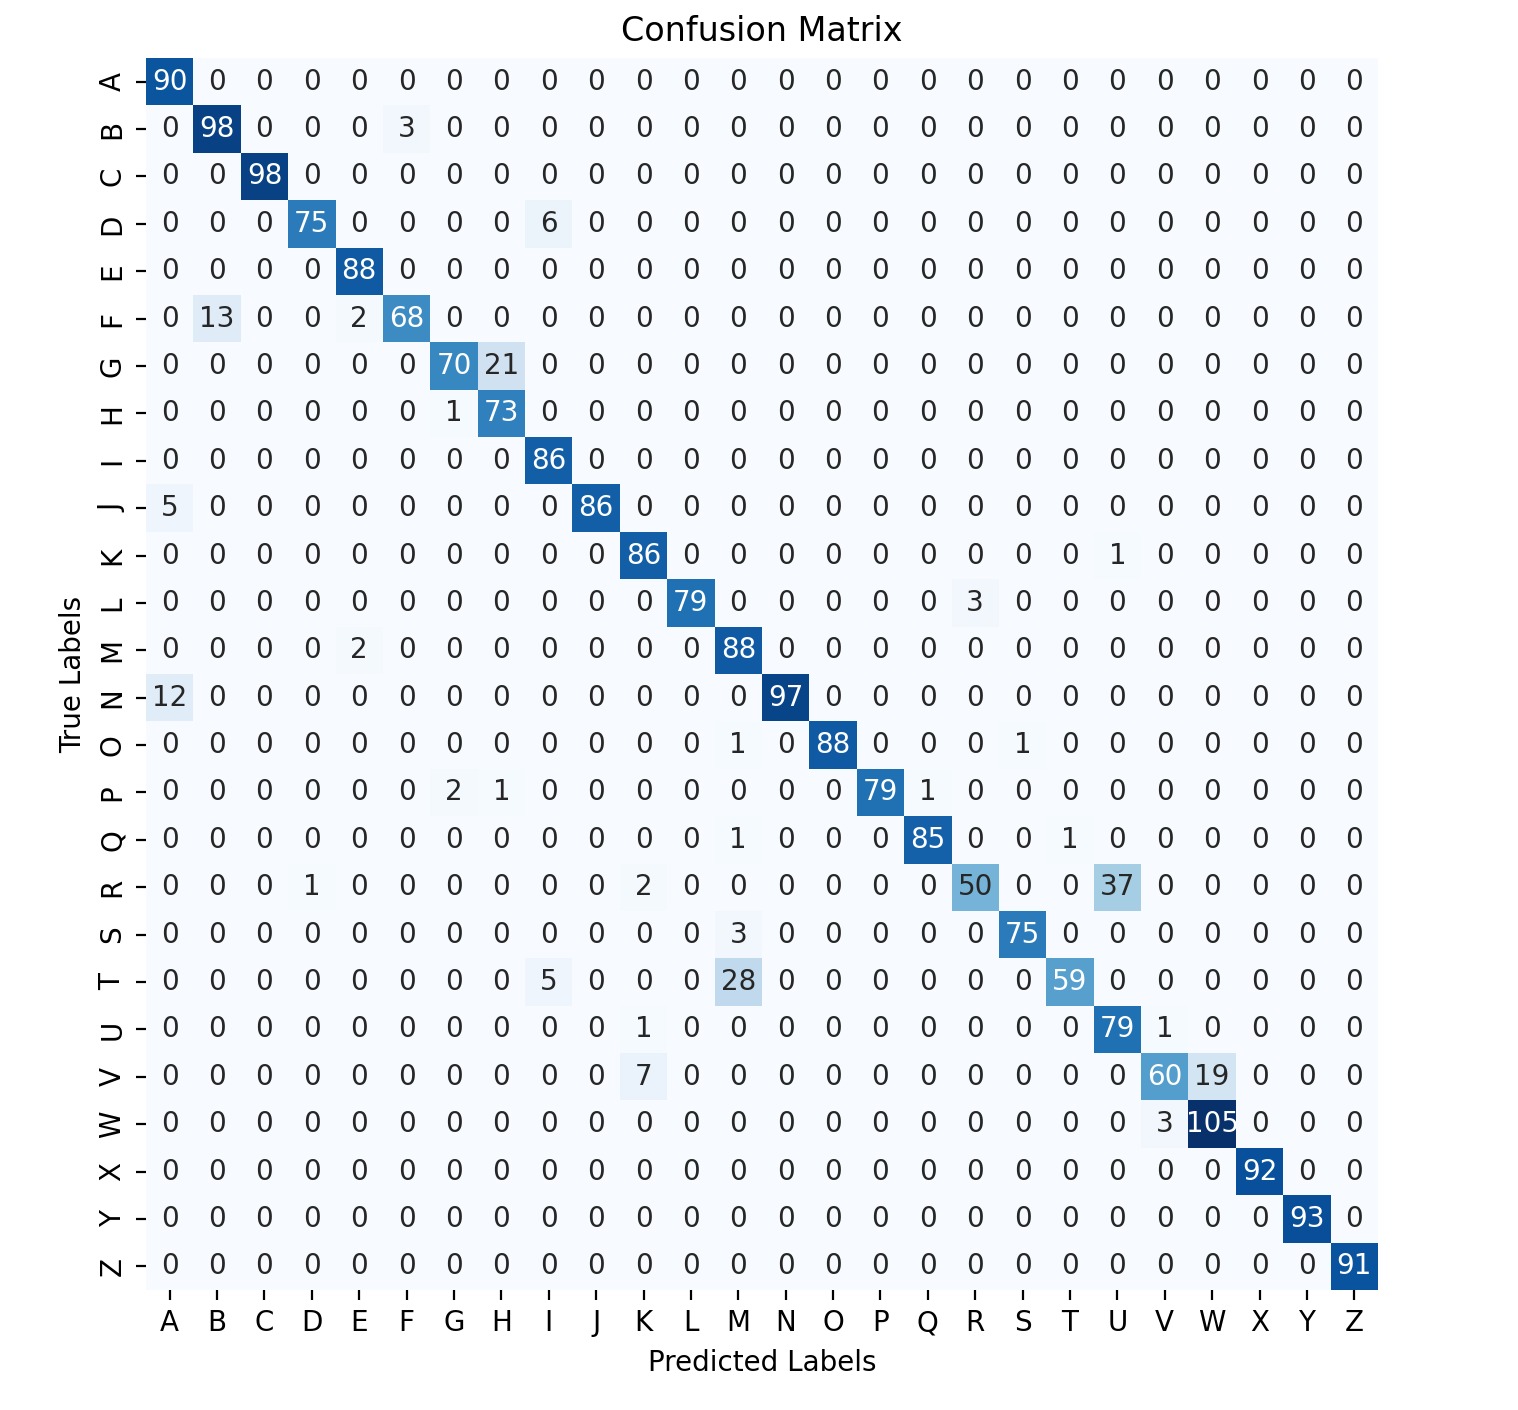 Confusion Matrix
A 90 0 0 0 0 0 0 0 0 0 0 0 0 0 0 0 0 0 0 0 0 0 0 0 0 0
B 0 98 0 0 0 3 0 0 0 0 0 0 0 0 0 0 0 0 0 0 0 0 0 0 0 0
C 0 0 98 0 0 0 0 0 0 0 0 0 0 0 0 0 0 0 0 0 0 0 0 0 0 0
D 0 0 0 75 0 0 0 0 6 0 0 0 0 0 0 0 0 0 0 0 0 0 0 0 0 0
E 0 0 0 0 88 0 0 0 0 0 0 0 0 0 0 0 0 0 0 0 0 0 0 0 0 0
F 0 13 0 0 2 68 0 0 0 0 0 0 0 0 0 0 0 0 0 0 0 0 0 0 0 0
G 0 0 0 0 0 0 70 21 0 0 0 0 0 0 0 0 0 0 0 0 0 0 0 0 0 0
H 0 0 0 0 0 0 1 73 0 0 0 0 0 0 0 0 0 0 0 0 0 0 0 0 0 0
I 0 0 0 0 0 0 0 0 86 0 0 0 0 0 0 0 0 0 0 0 0 0 0 0 0 0
J 5 0 0 0 0 0 0 0 0 86 0 0 0 0 0 0 0 0 0 0 0 0 0 0 0 0
K 0 0 0 0 0 0 0 0 0 0 86 0 0 0 0 0 0 0 0 0 1 0 0 0 0 0
L 0 0 0 0 0 0 0 0 0 0 0 79 0 0 0 0 0 3 0 0 0 0 0 0 0 0
M 0 0 0 0 2 0 0 0 0 0 0 0 88 0 0 0 0 0 0 0 0 0 0 0 0 0
N 12 0 0 0 0 0 0 0 0 0 0 0 0 97 0 0 0 0 0 0 0 0 0 0 0 0
O 0 0 0 0 0 0 0 0 0 0 0 0 1 0 88 0 0 0 1 0 0 0 0 0 0 0
P 0 0 0 0 0 0 2 1 0 0 0 0 0 0 0 79 1 0 0 0 0 0 0 0 0 0
Q 0 0 0 0 0 0 0 0 0 0 0 0 1 0 0 0 85 0 0 1 0 0 0 0 0 0
R 0 0 0 1 0 0 0 0 0 0 2 0 0 0 0 0 0 50 0 0 37 0 0 0 0 0
S 0 0 0 0 0 0 0 0 0 0 0 0 3 0 0 0 0 0 75 0 0 0 0 0 0 0
T 0 0 0 0 0 0 0 0 5 0 0 0 28 0 0 0 0 0 0 59 0 0 0 0 0 0
U 0 0 0 0 0 0 0 0 0 0 1 0 0 0 0 0 0 0 0 0 79 1 0 0 0 0
V 0 0 0 0 0 0 0 0 0 0 7 0 0 0 0 0 0 0 0 0 0 60 19 0 0 0
W 0 0 0 0 0 0 0 0 0 0 0 0 0 0 0 0 0 0 0 0 0 3 105 0 0 0
X 0 0 0 0 0 0 0 0 0 0 0 0 0 0 0 0 0 0 0 0 0 0 0 92 0 0
Y 0 0 0 0 0 0 0 0 0 0 0 0 0 0 0 0 0 0 0 0 0 0 0 0 93 0
Z 0 0 0 0 0 0 0 0 0 0 0 0 0 0 0 0 0 0 0 0 0 0 0 0 0 91
A B C D E F G H I J K L M N O P Q R S T U V W X Y Z
Predicted Labels
True Labels